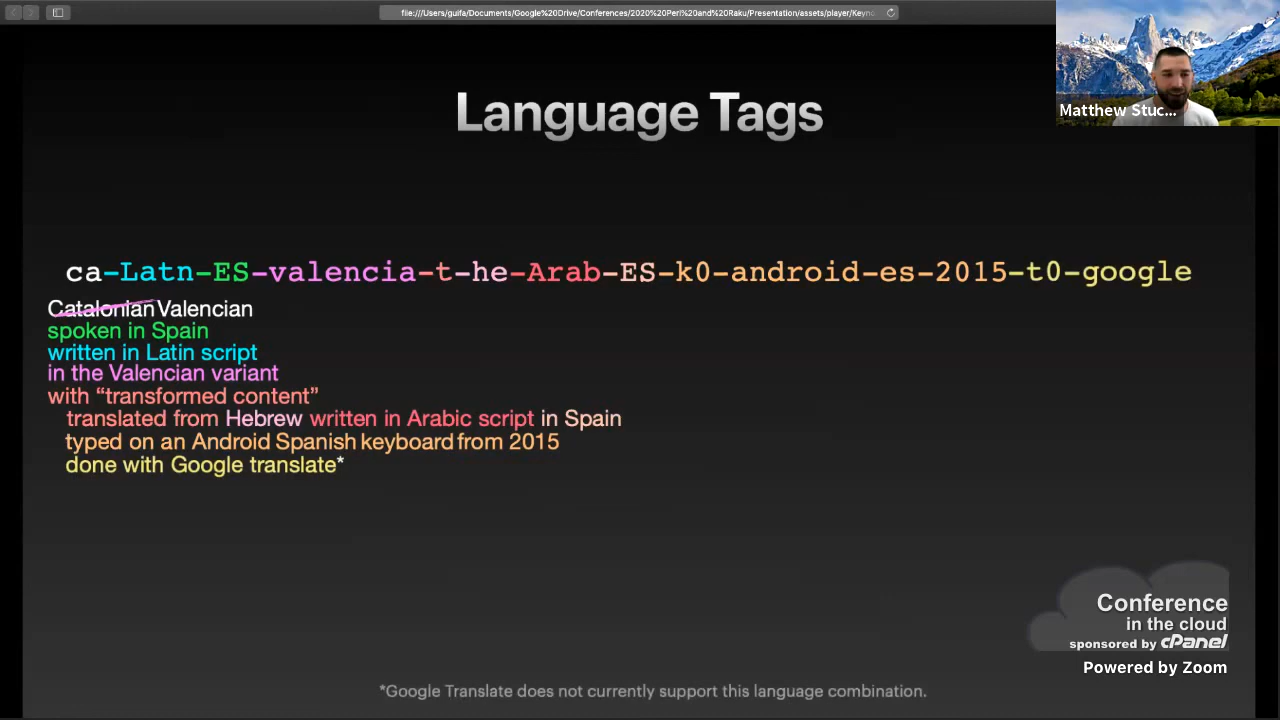 file:///Users/guifa/Documents/Google%20Drive/Conferences/2020%20Perl%20and%20Raku/Presentation/assets/player/Keyno
Matthew Stuc...
Language Tags
ca-Latn-ES-valencia-t-he-Arab-ES-k0-android-es-2015-t0-google
Catalonian Valencian
spoken in Spain
written in Latin script
in the Valencian variant
with “transformed content”
translated from Hebrew written in Arabic script in Spain
typed on an Android Spanish keyboard from 2015
done with Google translate*
Conference
in the cloud
sponsored by cPanel
Powered by Zoom
*Google Translate does not currently support this language combination.